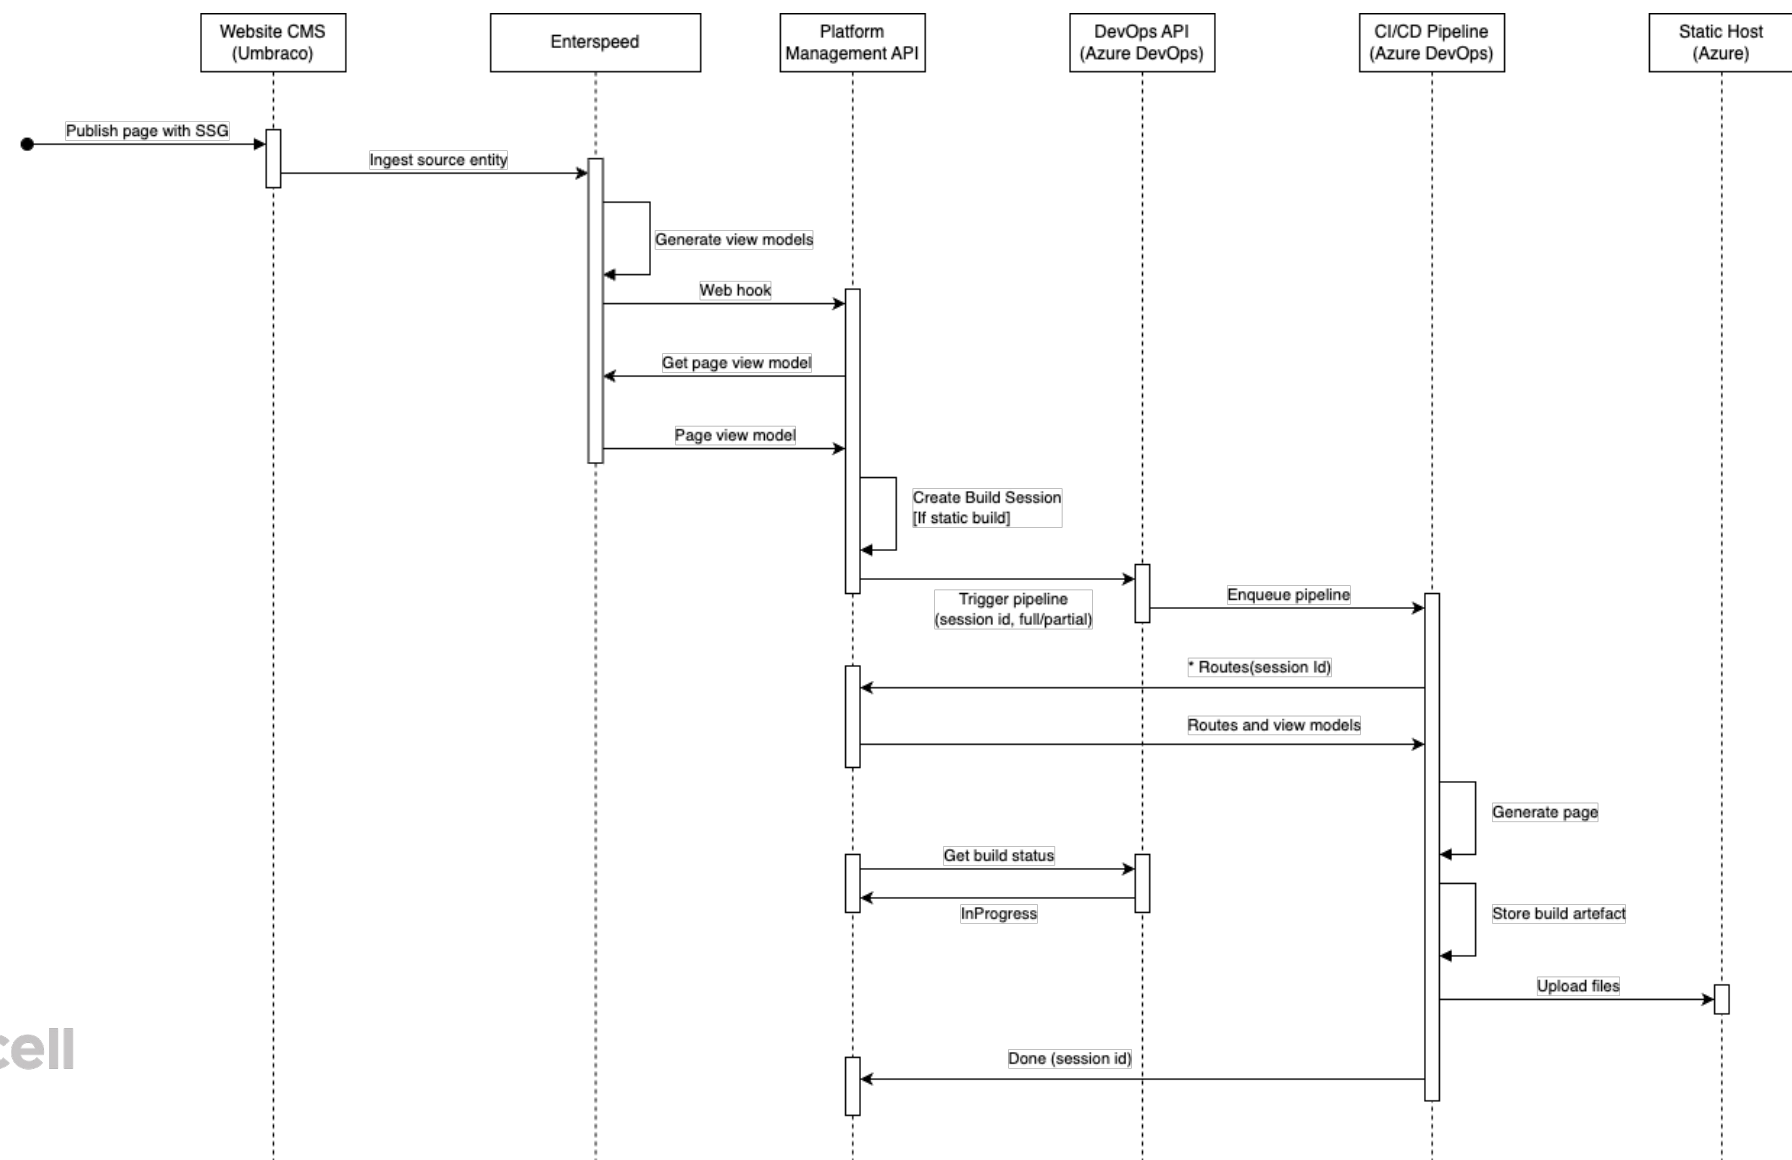 Website CMS
(Umbraco)
Enterspeed
Platform
Management API
DevOps API
(Azure DevOps)
CI/CD Pipeline
(Azure DevOps)
Static Host
(Azure)
Publish page with SSG
Ingest source entity
Generate view models
Web hook
Get page view model
Page view model
Create Build Session
[If static build]
Trigger pipeline
(session id, full/partial)
Enqueue pipeline
* Routes(session Id)
Routes and view models
Generate page
Get build status
InProgress
Store build artefact
Upload files
Done (session id)
cell